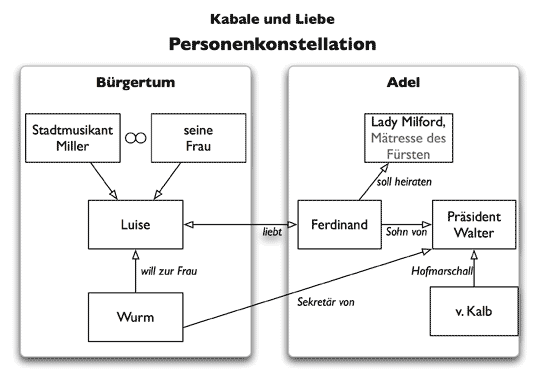 Kabale und Liebe
Personenkonstellation
Bürgertum
Adel
Stadtmusikant
Miller
seine
Frau
Lady Milford,
Mätresse des
Fürsten
soll heiraten
Luise
liebt
Ferdinand
Sohn von
Präsident
Walter
will zur Frau
Hofmarschall
Wurm
Sekretär von
v. Kalb